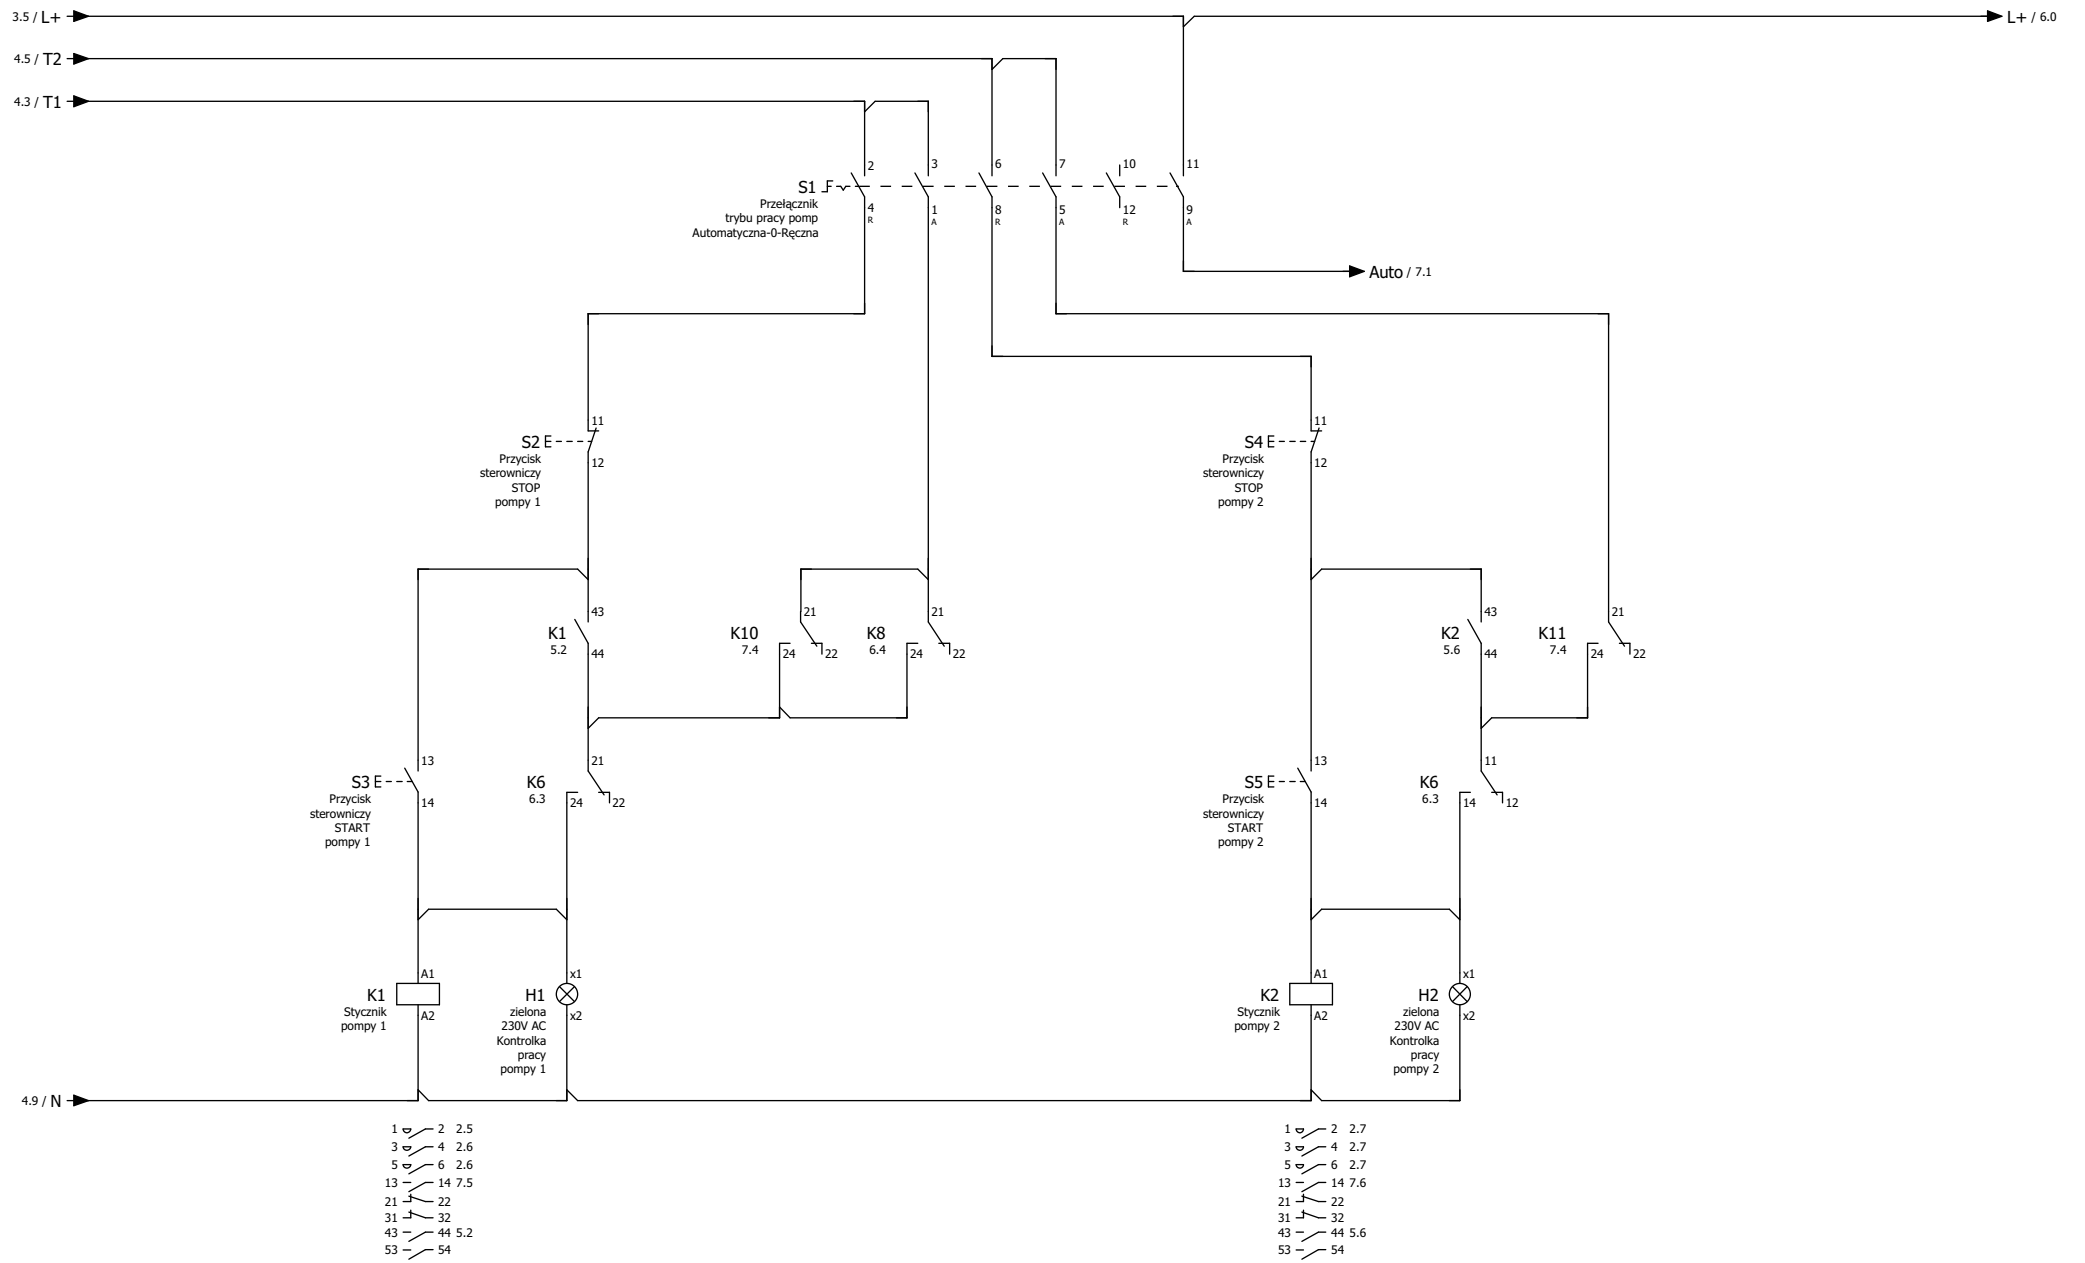 3.5 / L+
L+ / 6.0
4.5 / T2
4.3 / T1
2
3
6
7
10
11
S1
4
R
1
A
8
R
5
A
12
R
9
A
Przełącznik
trybu pracy pomp
Automatyczna-0-Ręczna
Auto / 7.1
11
S2
12
Przycisk
sterowniczy
STOP
pompy 1
11
S4
12
Przycisk
sterowniczy
STOP
pompy 2
43
K1
5.2
44
21
K10
7.4
24
22
21
K8
6.4
24
22
43
K2
5.6
44
21
K11
7.4
24
22
13
S3
14
Przycisk
sterowniczy
START
pompy 1
21
K6
6.3
24
22
13
S5
14
Przycisk
sterowniczy
START
pompy 2
11
K6
6.3
14
12
A1
K1
A2
Stycznik
pompy 1
x1
H1
x2
zielona
230V AC
Kontrolka
pracy
pompy 1
A1
K2
A2
Stycznik
pompy 2
x1
H2
x2
zielona
230V AC
Kontrolka
pracy
pompy 2
4.9 / N
1 2 2.5
3 4 2.6
5 6 2.6
13 14 7.5
21 22
31 32
43 44 5.2
53 54
1 2 2.7
3 4 2.7
5 6 2.7
13 14 7.6
21 22
31 32
43 44 5.6
53 54